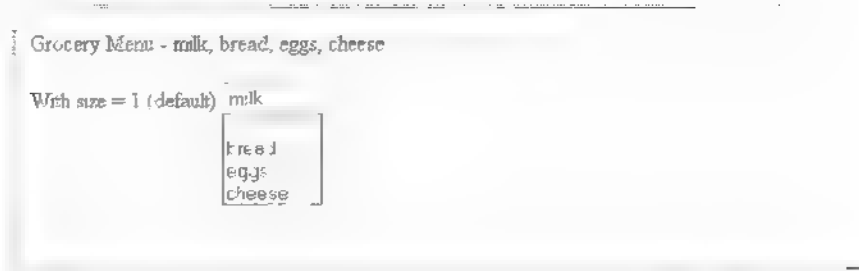 Grocery Menu - milk, bread, eggs, cheese
With size = 1 (default) milk
bread
eggs
cheese